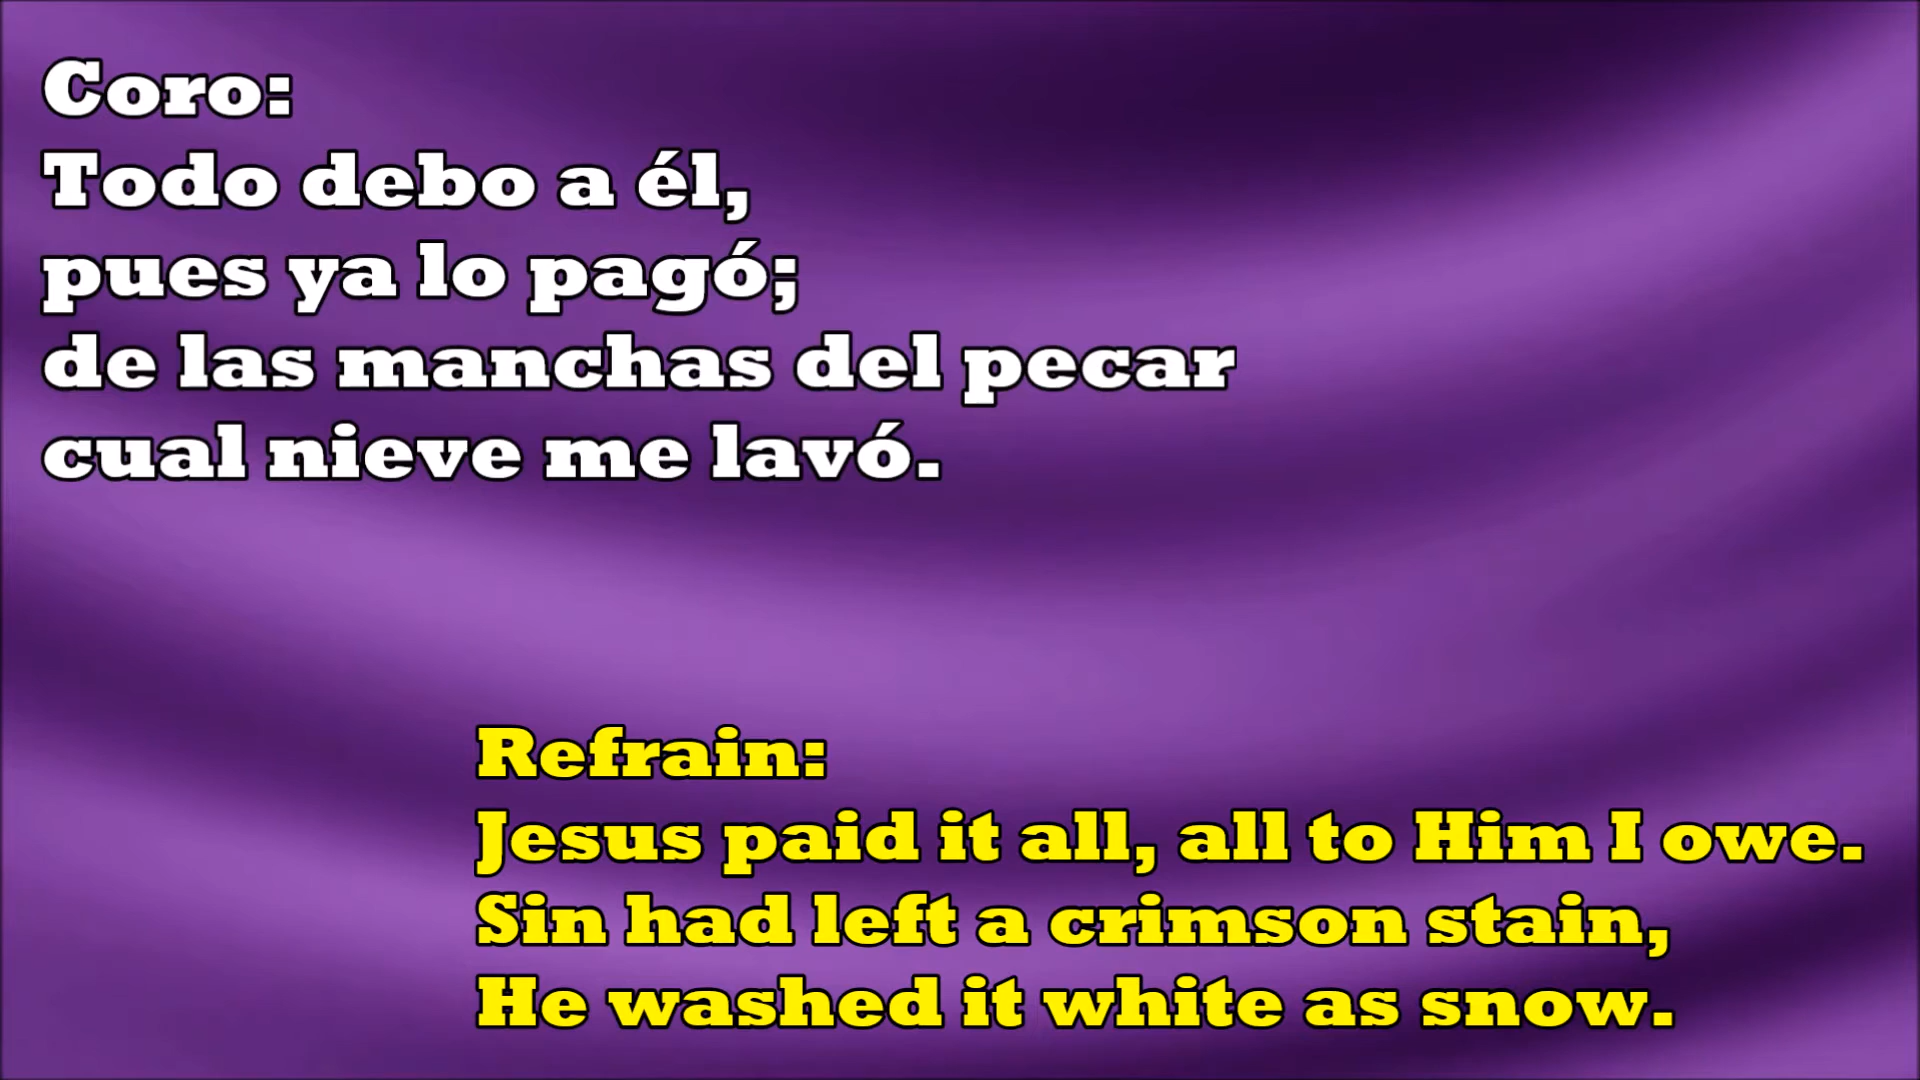 Coro:
Todo debo a él,
pues ya lo pagó;
de las manchas del pecar
cual nieve me lavó.
Refrain:
Jesus paid it all, all to Him I owe.
Sin had left a crimson stain,
He washed it white as snow.